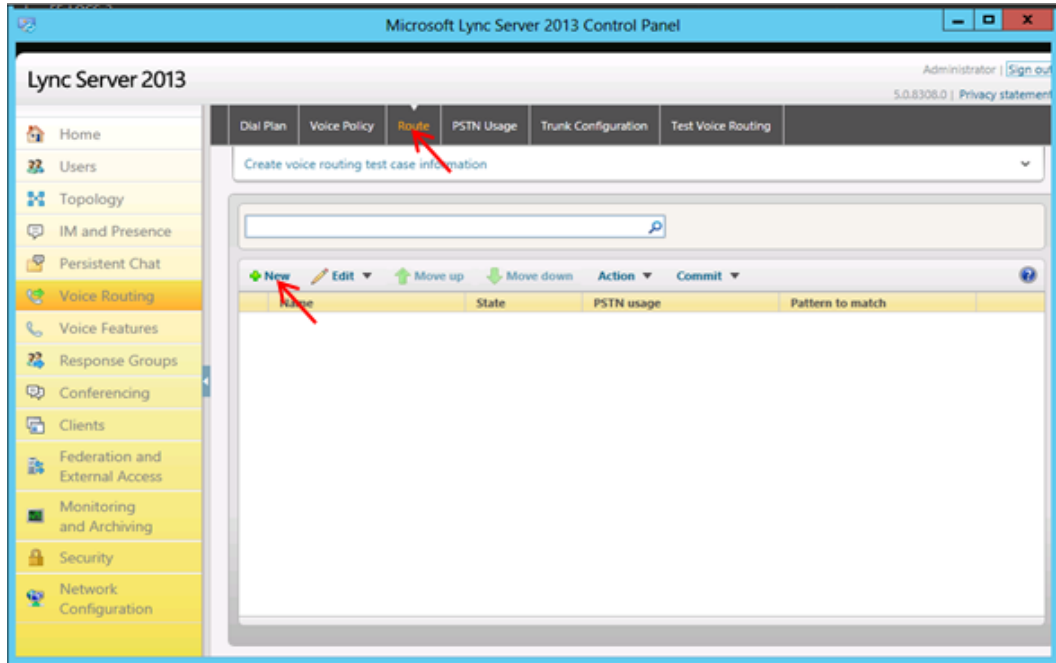 Microsoft Lync Server 2013 Control Panel
Lync Server 2013
Administrator | Sign out
5.0.8308.0 | Privacy statement
Home
Users
Topology
IM and Presence
Persistent Chat
Voice Routing
Voice Features
Response Groups
Conferencing
Clients
Federation and
External Access
Monitoring
and Archiving
Security
Network
Configuration
Dial Plan Voice Policy Route PSTN Usage Trunk Configuration Test Voice Routing
Create voice routing test case information
New Edit Move up Move down Action Commit
Name State PSTN usage Pattern to match